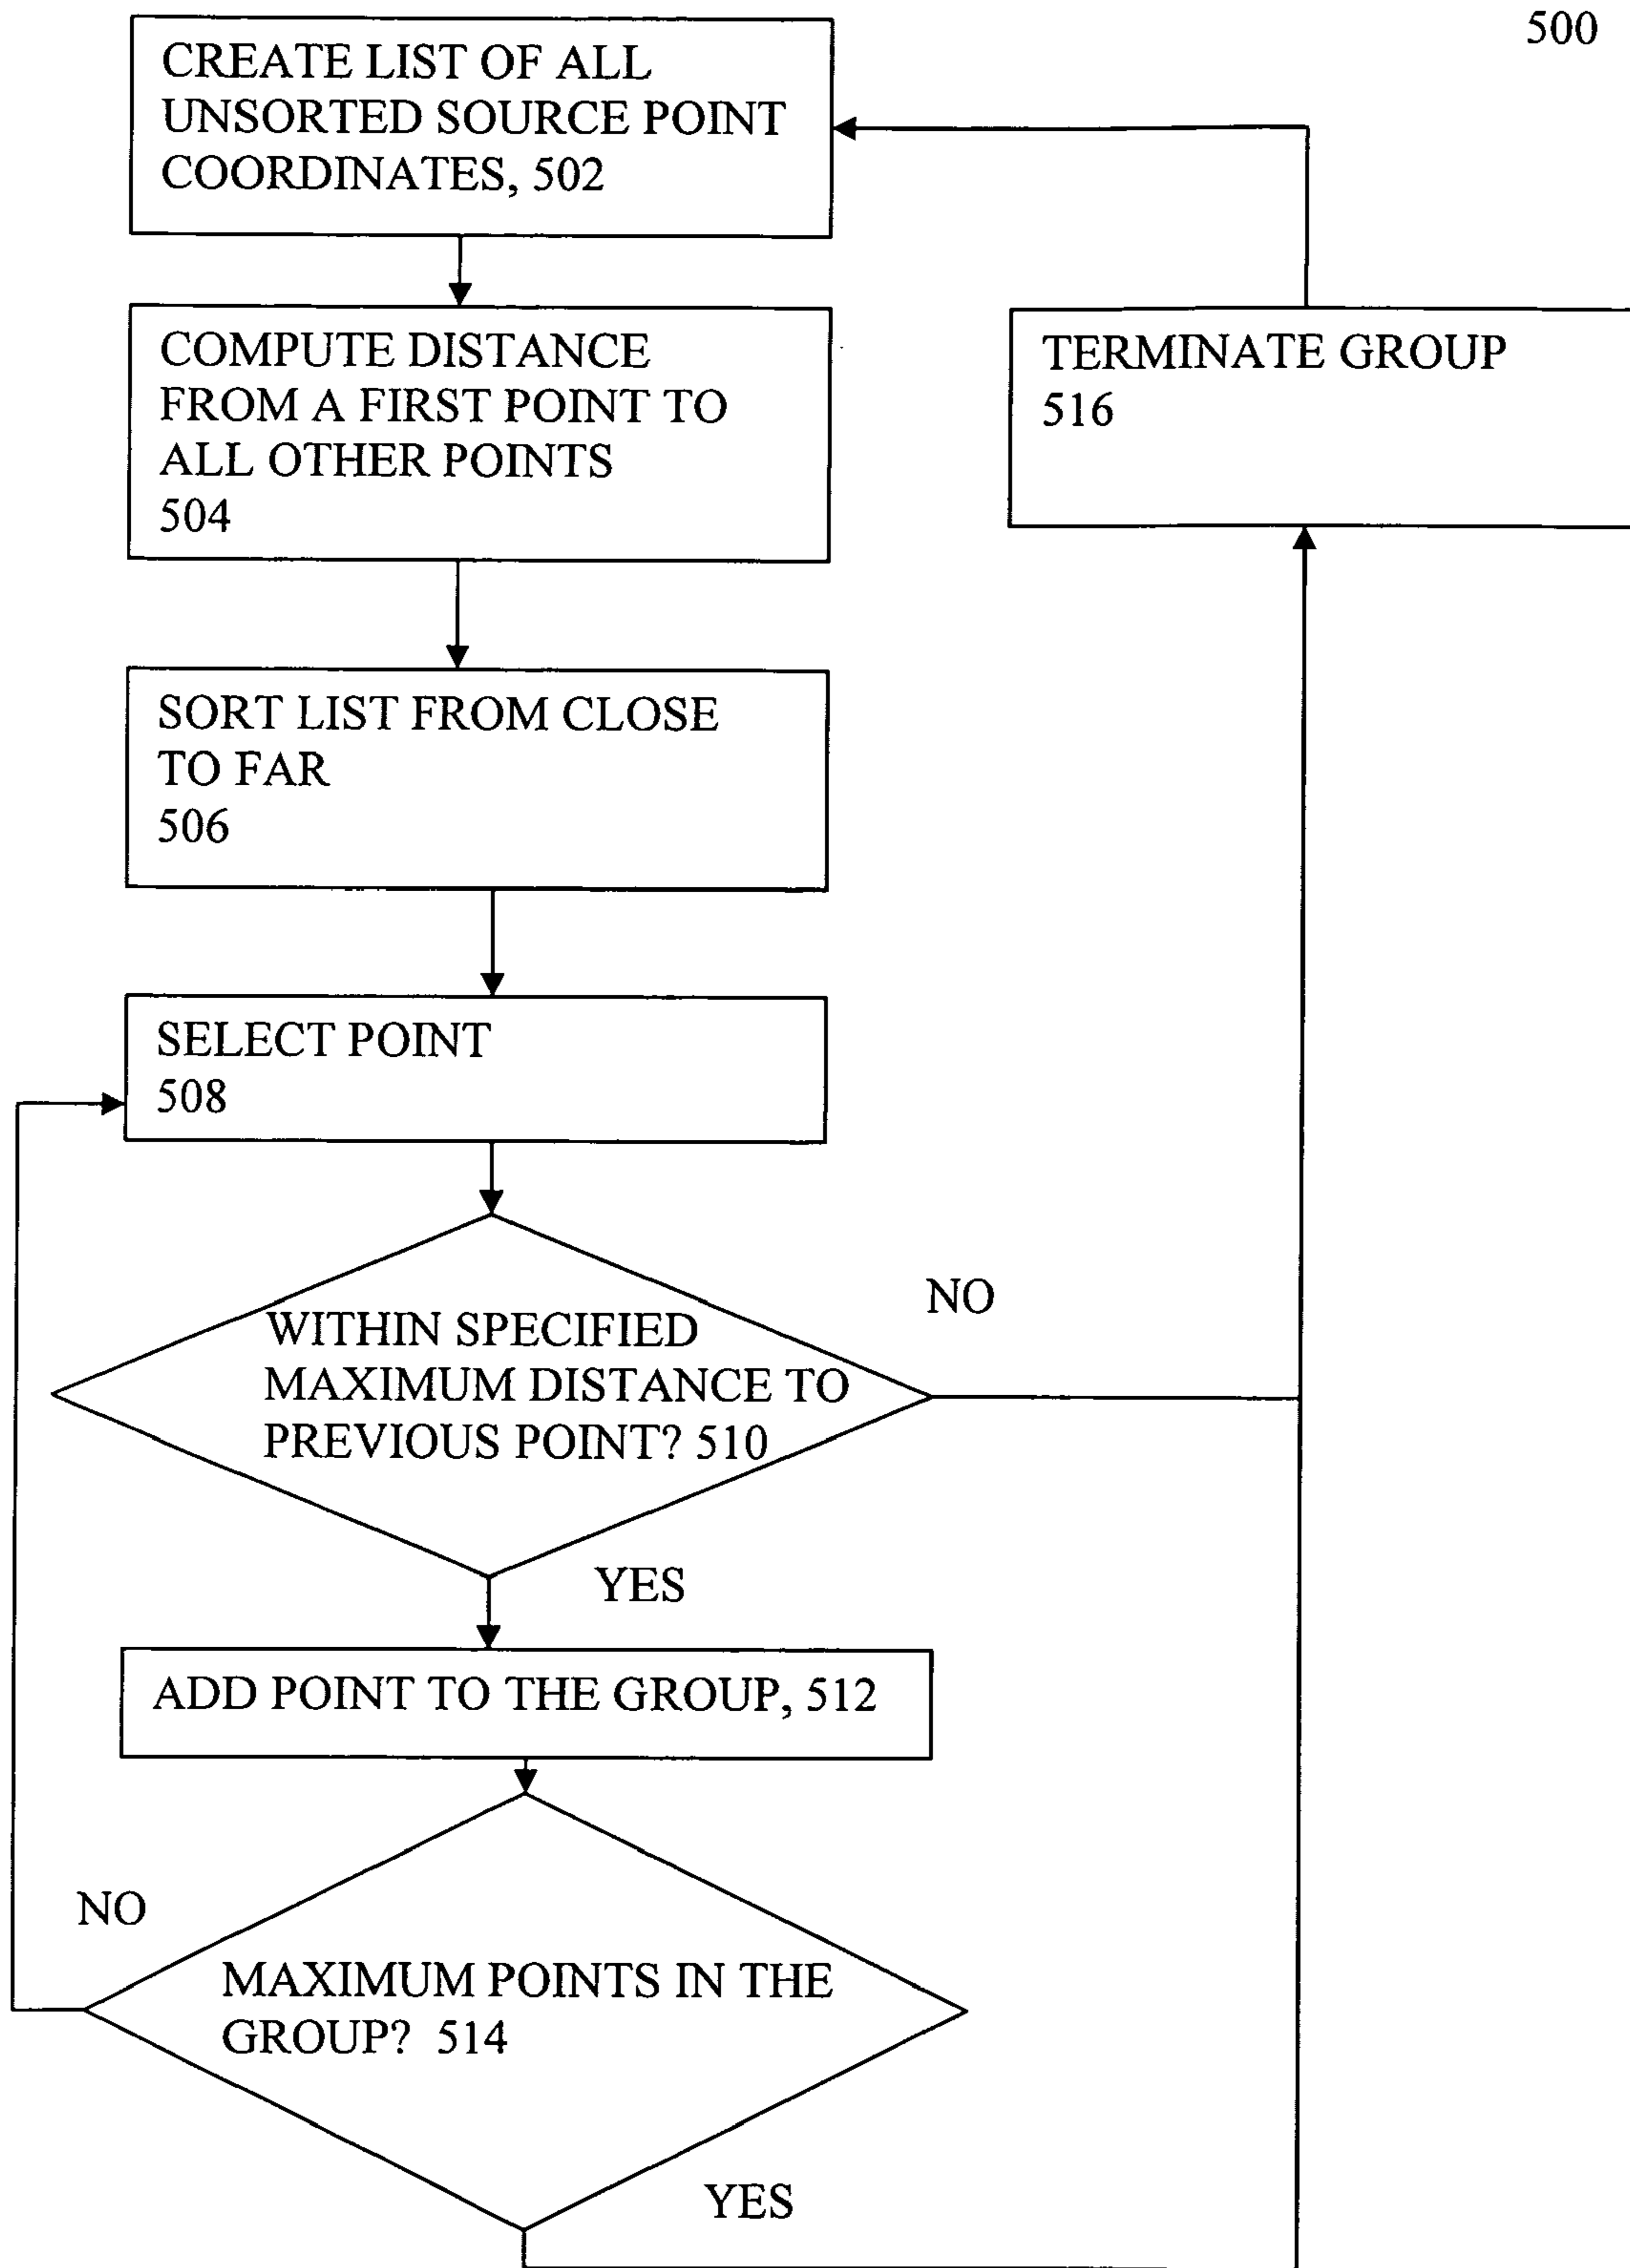 500
CREATE LIST OF ALL
UNSORTED SOURCE POINT
COORDINATES, 502
COMPUTE DISTANCE
FROM A FIRST POINT TO
ALL OTHER POINTS
504
TERMINATE GROUP
516
SORT LIST FROM CLOSE
TO FAR
506
SELECT POINT
508
NO
WITHIN SPECIFIED
MAXIMUM DISTANCE TO
PREVIOUS POINT? 510
YES
ADD POINT TO THE GROUP, 512
NO
MAXIMUM POINTS IN THE
GROUP? 514
YES